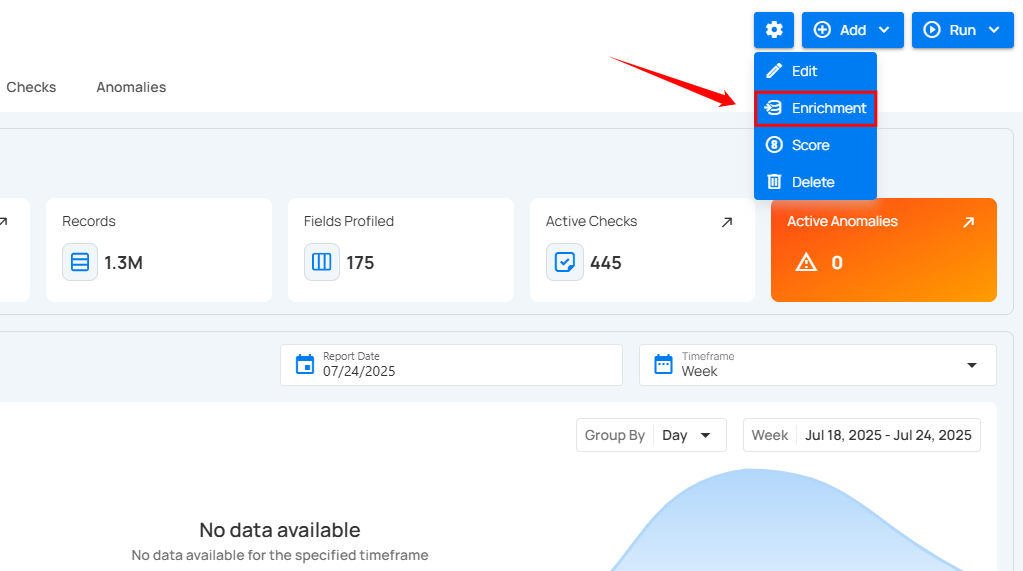 Add
Run
Edit
Checks
Anomalies
Enrichment
Score
Delete
Records
Fields Profiled
Active Checks
Active Anomalies
1.3M
175
445
0
Report Date
07/24/2025
Timeframe
Week
Group By
Day
Week
Jul 18, 2025 - Jul 24, 2025
No data available
No data available for the specified timeframe